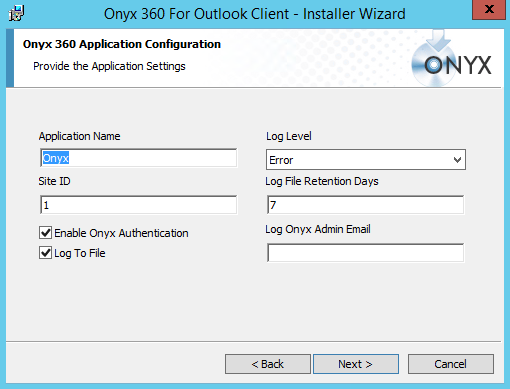 Onyx 360 For Outlook Client - Installer Wizard
x
Onyx 360 Application Configuration
Provide the Application Settings
ONYX
Application Name
Onyx
Log Level
Error
Site ID
1
Log File Retention Days
7
Enable Onyx Authentication
Log Onyx Admin Email
Log To File
< Back
Next >
Cancel